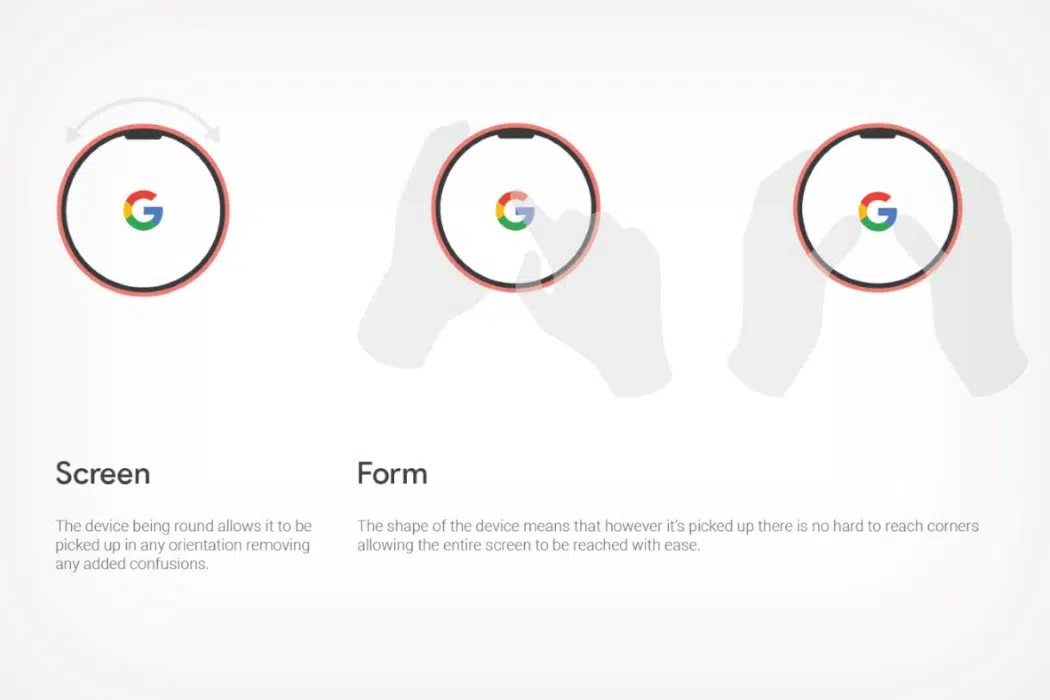 Screen
The device being round allows it to be
picked up in any orientation removing
any added confusions.
Form
The shape of the device means that however it's picked up there is no hard to reach corners
allowing the entire screen to be reached with ease.
G
G
G